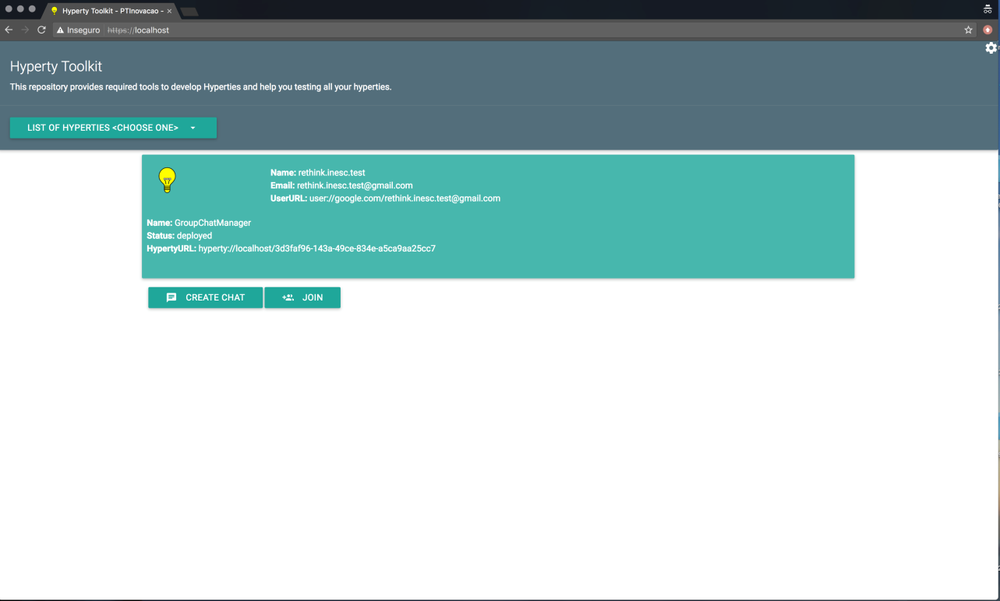 Hyperty Toolkit - PTInovacao -
Inseguro https://localhost
Hyperty Toolkit
This repository provides required tools to develop Hyperties and help you testing all your hyperties.
LIST OF HYPERTIES <CHOOSE ONE>
Name: rethink.inesc.test
Email: rethink.inesc.test@gmail.com
UserURL: user://google.com/rethink.inesc.test@gmail.com
Name: GroupChatManager
Status: deployed
HypertyURL: hyperty://localhost/3d3faf96-143a-49ce-834e-a5ca9aa25cc7
CREATE CHAT
JOIN